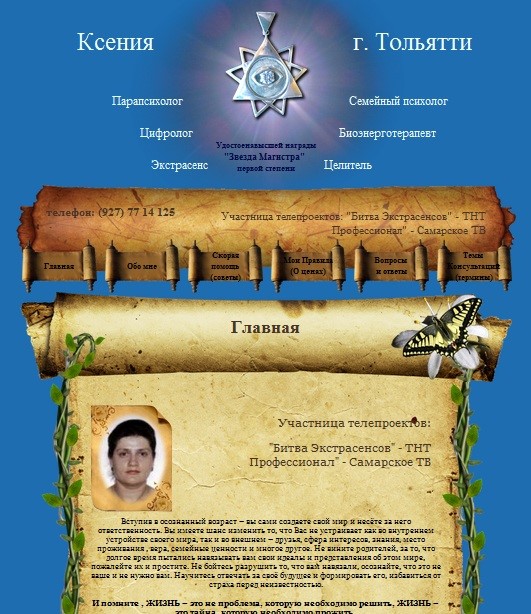 Ксения
г. Тольятти
Парапсихолог
Семейный психолог
Цифролог
Биоэнеротерапевт
Удостоенавысшей награды
"Звезда Магистра"
первой степени
Экстрасенс
Целитель
телефон: (927) 77 14 125
Участница телепроектов: "Битва Экстрасенсов" - ТНТ
Профессионал" - Самарское ТВ
Главная
Обо мне
Скорая
помощь
(советы)
Мои Правила
(О ценах)
Вопросы
и ответы
Темы
Консультаций
(термины)
Главная
Участница телепроектов:
"Битва Экстрасенсов" - ТНТ
Профессионал" - Самарское ТВ
Вступив в осознанный возраст – вы сами создаете свой мир и несёте за него
ответственность. Вы имеете шанс изменить то, что Вас не устраивает как во внутреннем
устройстве своего мира, так и во внешнем – друзья, сфера интересов, знания, место
проживания , вера, семейные ценности и многое другое. Не вините родителей, за то, что
долгое время пытались навязывать вам свои идеалы и представления об этом мире,
пожалейте их и простите. Не бойтесь разрушить то, что вам навязали, осознайте, что это не
ваше и не нужно вам. Научитесь отвечать за своё будущее и формировать его, избавиться от
страха перед неизвестностью.
И помните , ЖИЗНЬ – это не проблема, которую необходимо решить, ЖИЗНЬ –
это тайна, которую необходимо прожить